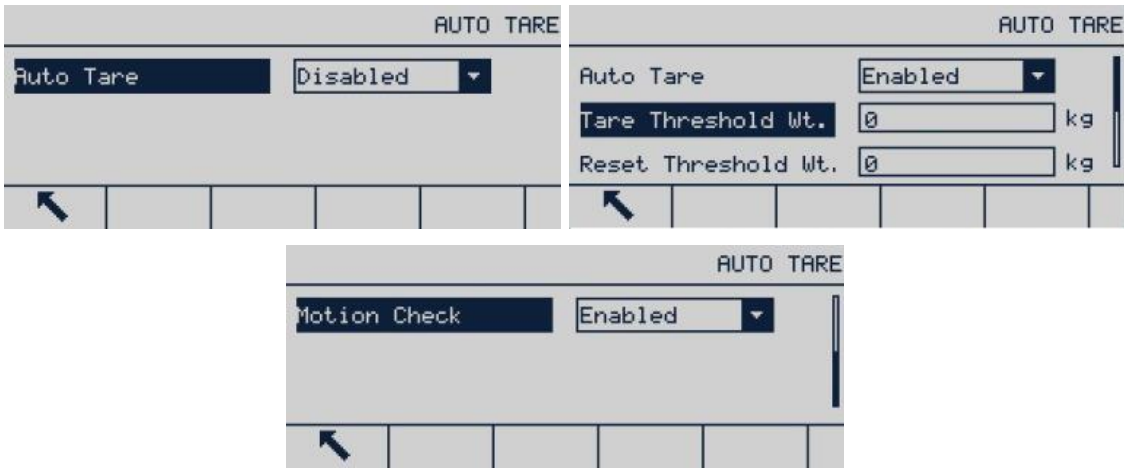 AUTO TARE
Auto Tare Disabled
AUTO TARE
Auto Tare Enabled
Tare Threshold Wt. 0 kg
Reset Threshold Wt. 0 kg
AUTO TARE
Motion Check Enabled